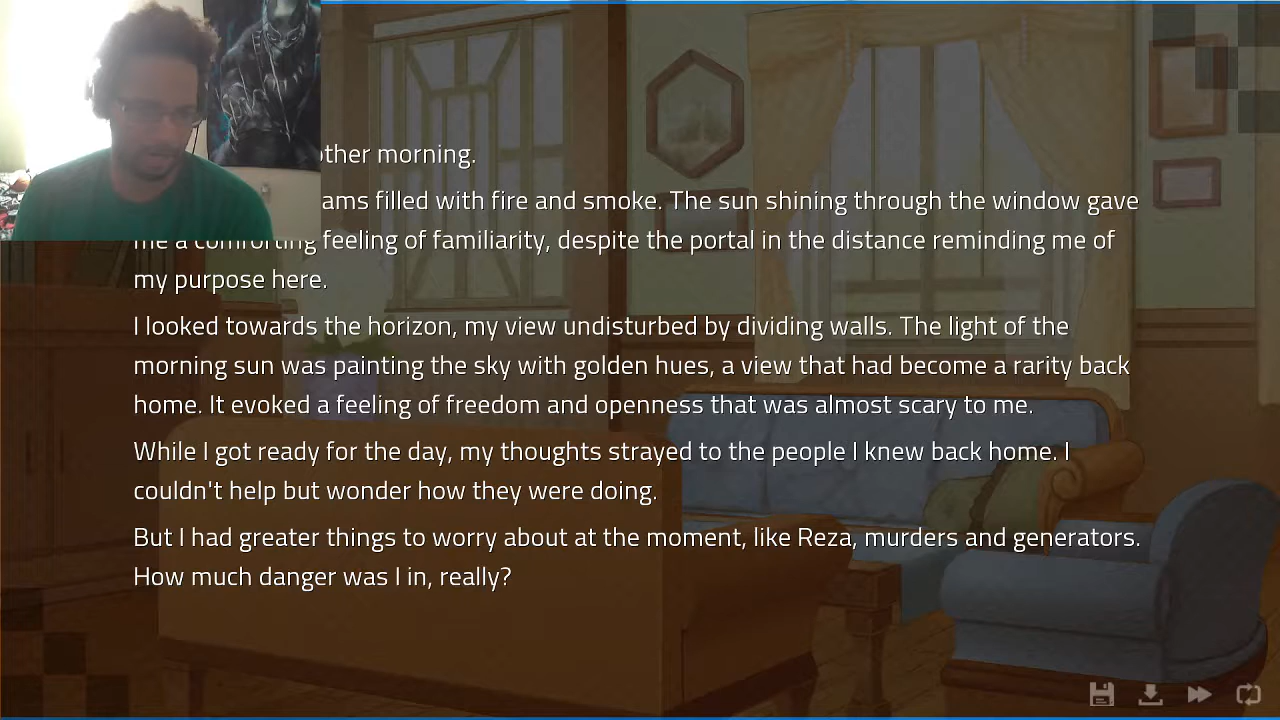 other morning.
ams filled with fire and smoke. The sun shining through the window gave
me a comforting feeling of familiarity, despite the portal in the distance reminding me of
my purpose here.
I looked towards the horizon, my view undisturbed by dividing walls. The light of the
morning sun was painting the sky with golden hues, a view that had become a rarity back
home. It evoked a feeling of freedom and openness that was almost scary to me.
While I got ready for the day, my thoughts strayed to the people I knew back home. I
couldn't help but wonder how they were doing.
But I had greater things to worry about at the moment, like Reza, murders and generators.
How much danger was I in, really?